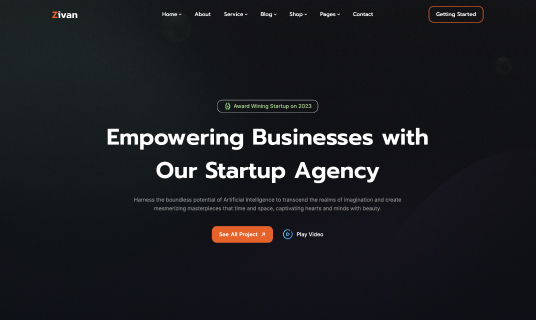 Zivan
Home About Service Blog Shop Pages Contact
Getting Started
Award Wining Startup on 2023
Empowering Businesses with
Our Startup Agency
Harness the boundless potential of Artificial Intelligence to transcend the realms of imagination and create
mesmerizing masterpieces that time and space, captivating hearts and minds with beauty.
See All Project Play Video